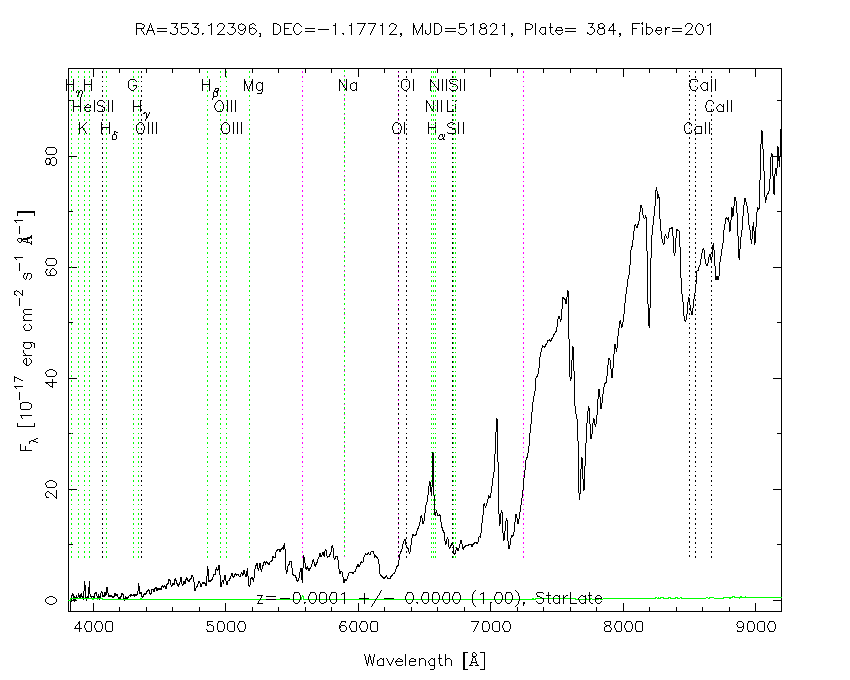 RA=353.12396, DEC=−1.17712, MJD=51821, Plate= 384, Fiber=201
Hη H G Hβ Mg Na OI NII SII CaII
HeI SII Hγ OIII NII Li CaII
K Hδ OIII OIII OI Hα SII CaII
80
60
40
20
0
Fλ [10−17 erg cm−2 s−1 Å−1]
z=−0.0001 +/− 0.0000 (1.00), StarLate
4000 5000 6000 7000 8000 9000
Wavelength [Å]